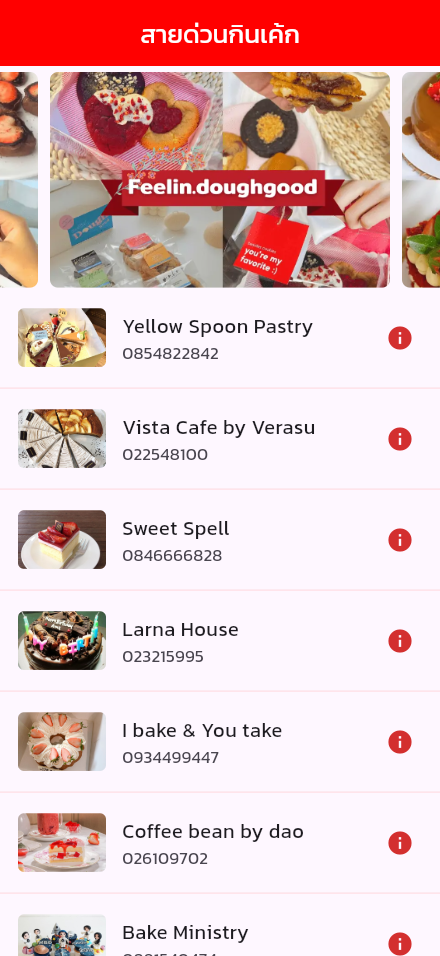 สายด่วนกินเค้ก
Feelin.doughgood
you're my
favorite :)
Yellow Spoon Pastry
0854822842
Vista Cafe by Verasu
022548100
Sweet Spell
0846666828
Larna House
023215995
I bake & You take
0934499447
Coffee bean by dao
026109702
Bake Ministry